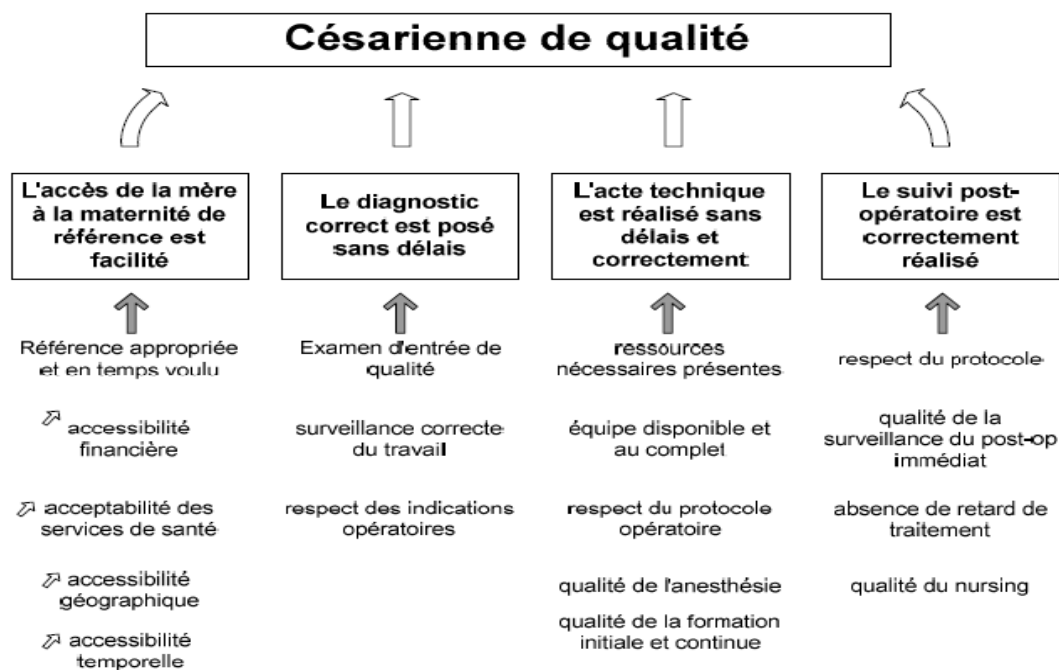 Césarienne de qualité
L'accès de la mère
à la maternité de
référence est
facilité
Le diagnostic
correct est posé
sans délais
L'acte technique
est réalisé sans
délais et
correctement
Le suivi post-
opératoire est
correctement
réalisé
Référence appropriée
et en temps voulu
accessibilité
financière
acceptabilité des
services de santé
accessibilité
géographique
accessibilité
temporelle
Examen d'entrée de
qualité
surveillance correcte
du travail
respect des indications
opératoires
ressources
nécessaires présentes
équipe disponible et
au complet
respect du protocole
opératoire
qualité de l'anesthésie
qualité de la formation
initiale et continue
respect du protocole
qualité de la
surveillance du post-op
immédiat
absence de retard de
traitement
qualité du nursing